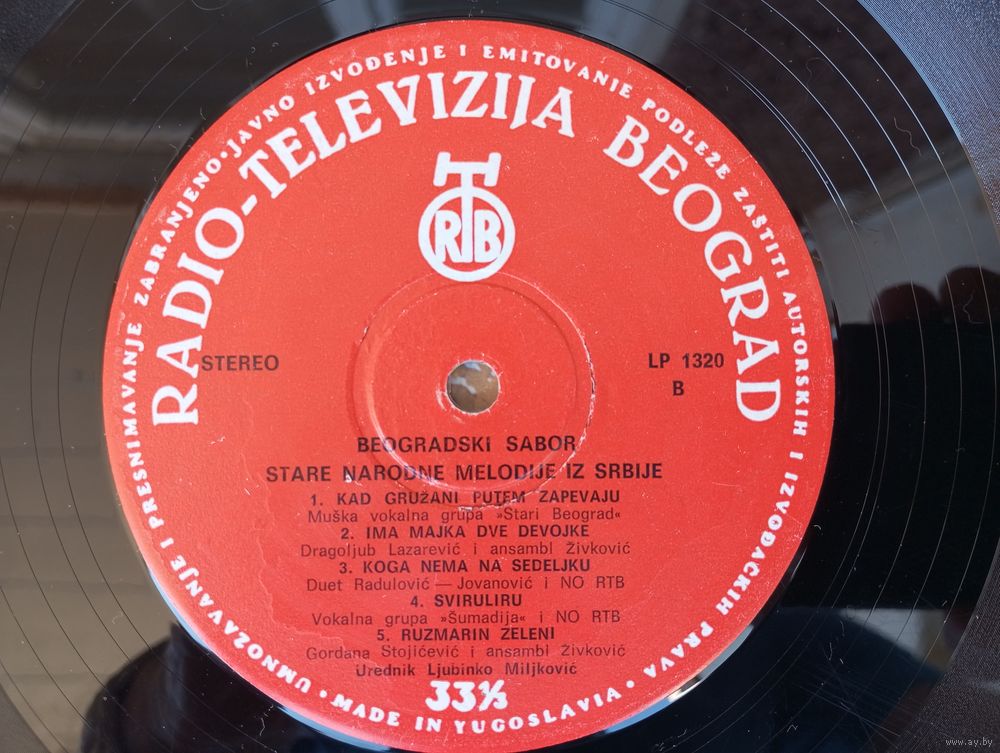 UMNOŽAVANJE I PRESNIMAVANJE ZABRANJENO • JAVNO IZVOĐENJE I EMITOVANJE PODLEŽE ZAŠTITI AUTORSKIH I IZVOĐAČKIH PRAVA •
RADIO-TELEVIZIJA BEOGRAD
RTB
STEREO
LP 1320
B
BEOGRADSKI SABOR
STARE NARODNE MELODIJE IZ SRBIJE
1. KAD GRUŽANI PUTEM ZAPEVAJU
Muška vokalna grupa »Stari Beograd«
2. IMA MAJKA DVE DEVOJKE
Dragoljub Lazarević i ansambl Živković
3. KOGA NEMA NA SEDELJKU
Duet Radulović — Jovanović i NO RTB
4. SVIRULIRU
Vokalna grupa »Šumadija« i NO RTB
5. RUZMARIN ZELENI
Gordana Stojićević i ansambl Živković
Urednik Ljubinko Miljković
33⅓
• MADE IN YUGOSLAVIA •
www.ay.by